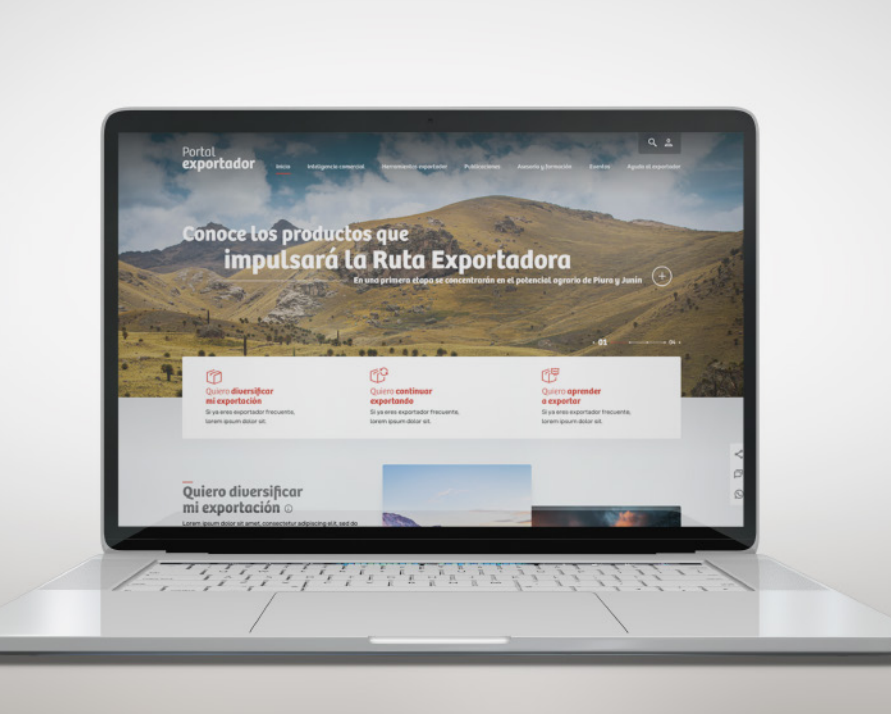 Portal
exportador
Inicio Inteligencia comercial Herramientas exportador Publicaciones Asesoría y formación Eventos Ayuda al exportador
Conoce los productos que
impulsará la Ruta Exportadora
En una primera etapa se concentrarán en el potencial agrario de Piura y Junín
01 04
Quiero diversificar
mi exportación
Si ya eres exportador frecuente,
lorem ipsum dolor sit.
Quiero continuar
exportando
Si ya eres exportador frecuente,
lorem ipsum dolor sit.
Quiero aprender
a exportar
Si ya eres exportador frecuente,
lorem ipsum dolor sit.
Quiero diversificar
mi exportación
Lorem ipsum dolor sit amet, consectetur adipiscing elit, sed do